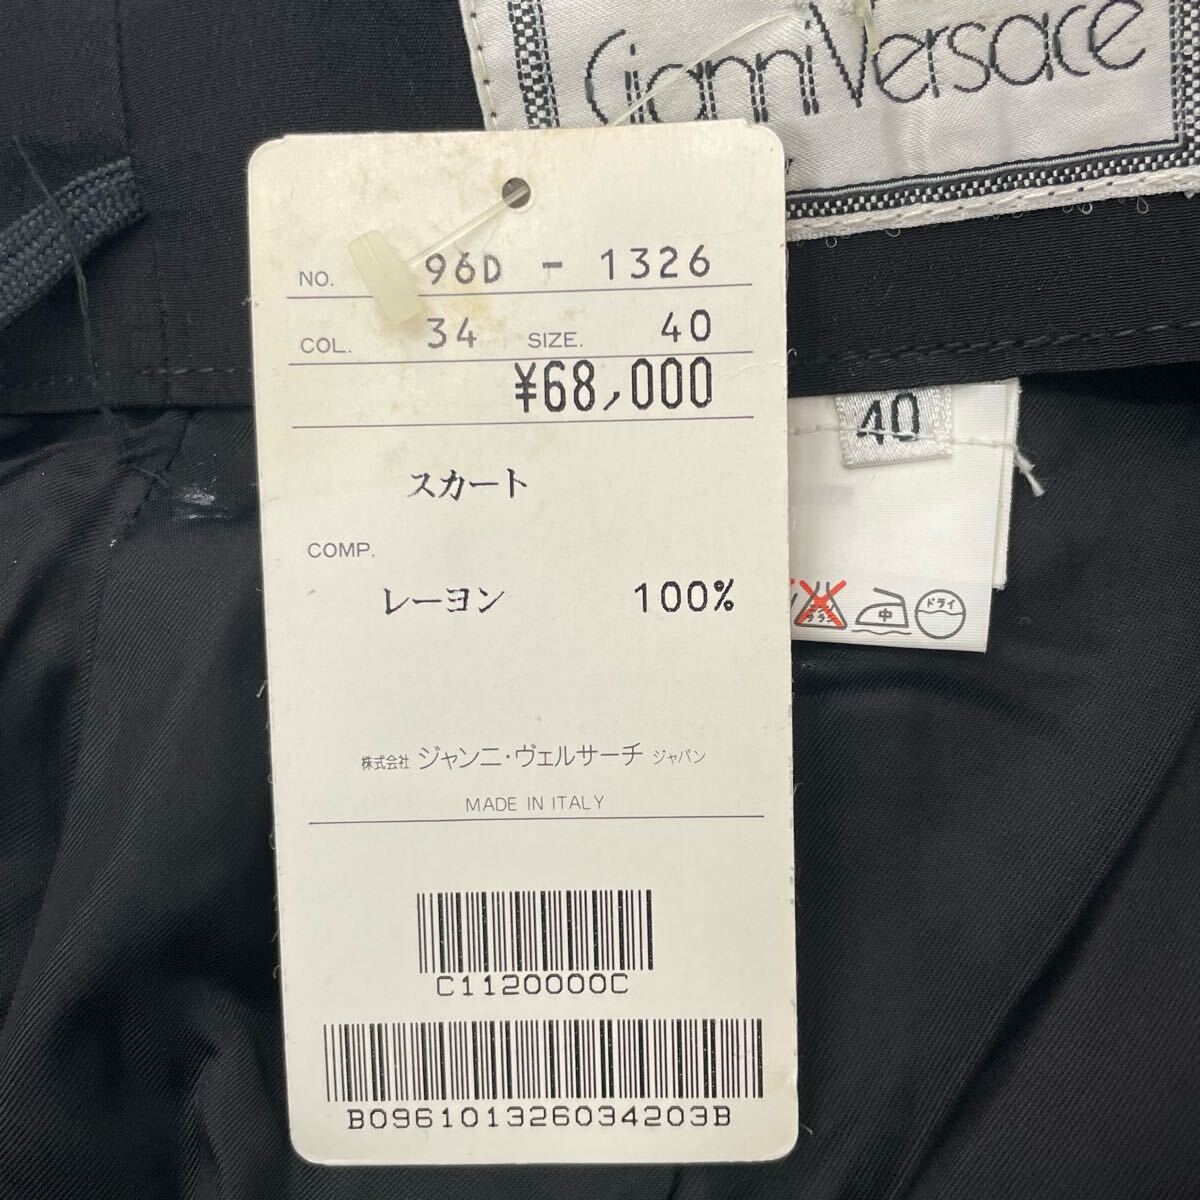 Gianni Versace
NO. 96D - 1326
COL. 34 SIZE. 40
¥68,000
スカート
COMP.
レーヨン 100%
株式会社 ジャンニ・ヴェルサーチ ジャパン
MADE IN ITALY
C1120000C
B096101326034203B
40
中
ドライ